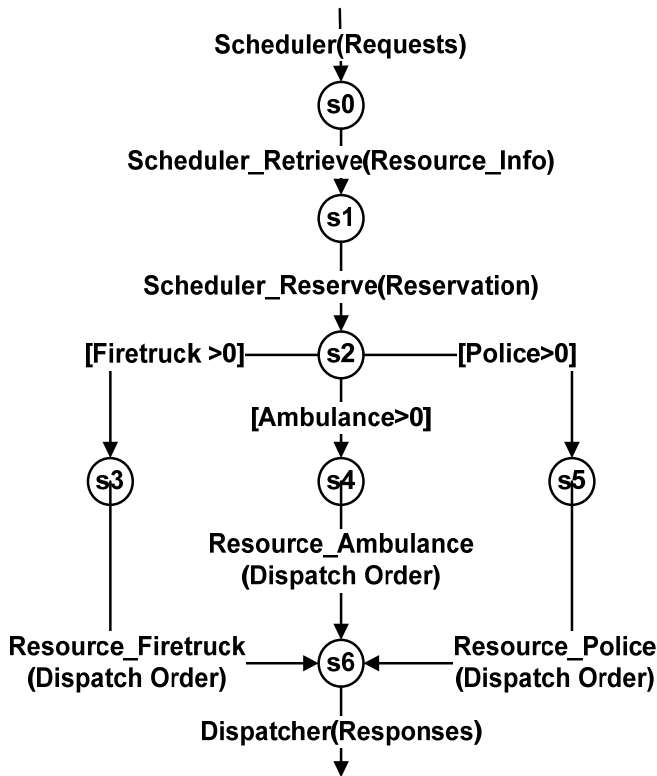 Scheduler(Requests)
s0
Scheduler_Retrieve(Resource_Info)
s1
Scheduler_Reserve(Reservation)
[Firetruck >0]
s2
[Police>0]
[Ambulance>0]
s3
s4
s5
Resource_Ambulance
(Dispatch Order)
Resource_Firetruck
(Dispatch Order)
s6
Resource_Police
(Dispatch Order)
Dispatcher(Responses)